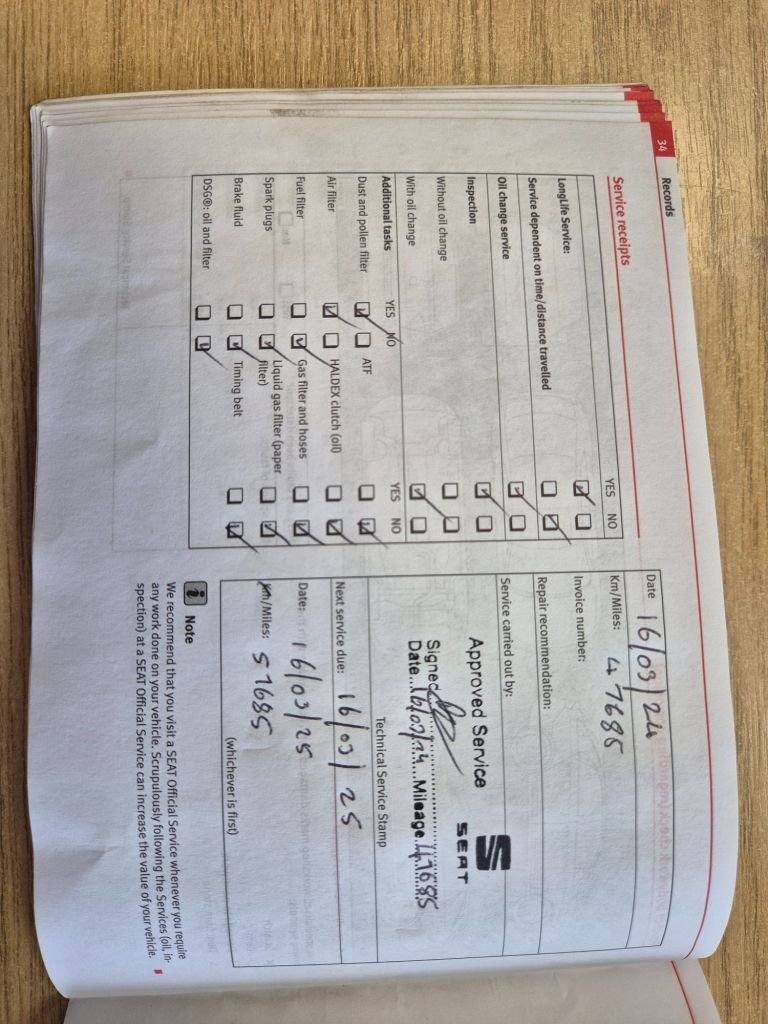 34 Records
Service receipts
YES NO
LongLife Service:
Service dependent on time/distance travelled
Oil change service
Inspection
Without oil change
With oil change
Additional tasks YES NO YES NO
Dust and pollen filter ATF
Air filter HALDEX clutch (oil)
Fuel filter Gas filter and hoses
Spark plugs Liquid gas filter (paper
filter)
Brake fluid Timing belt
DSG®: oil and filter
Date 16/03/24
Km/Miles: 47685
Invoice number:
Repair recommendation:
Service carried out by:
Approved Service SEAT
Signed
Date...16/03/24...Mileage 47685
Technical Service Stamp
Next service due: 16/03/25
Date: 16/03/25
Km/Miles: 57685
(whichever is first)
Note
We recommend that you visit a SEAT Official Service whenever you require
any work done on your vehicle. Scrupulously following the Services (oil, in-
spection) at a SEAT Official Service can increase the value of your vehicle.